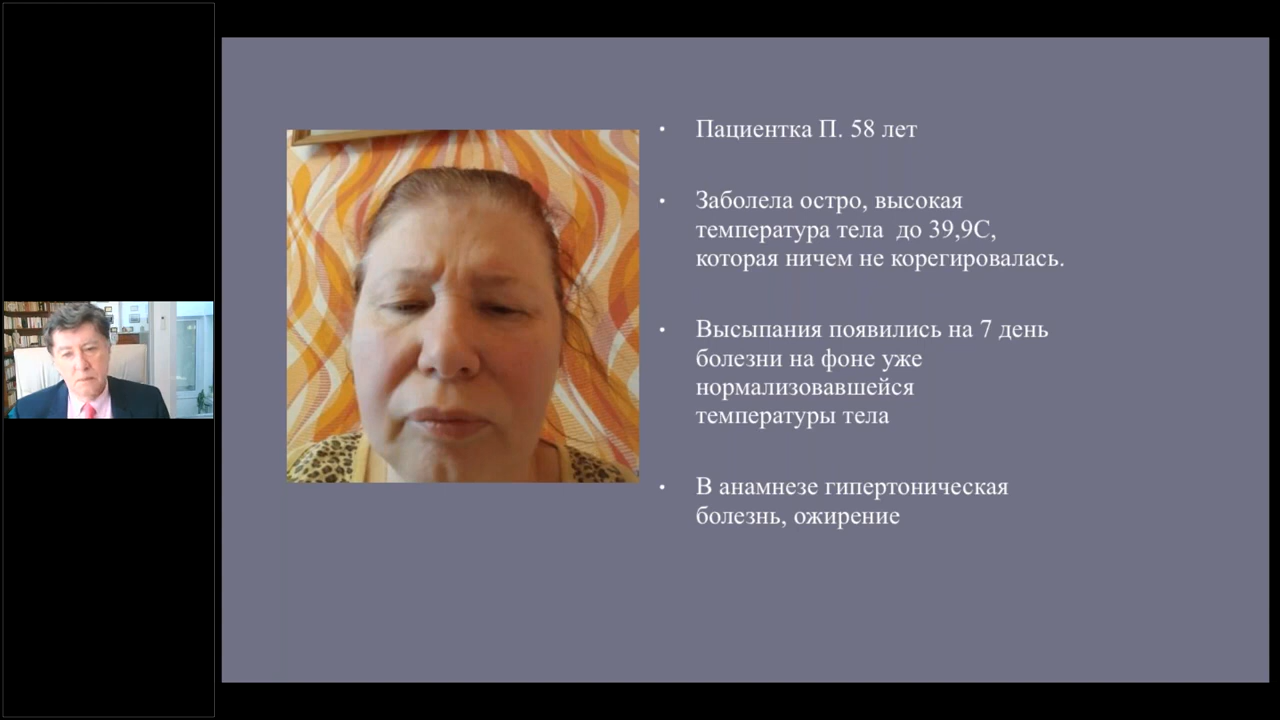 Пациентка П. 58 лет
Заболела остро, высокая
температура тела до 39,9С,
которая ничем не корегировалась.
Высыпания появились на 7 день
болезни на фоне уже
нормализовавшейся
температуры тела
В анамнезе гипертоническая
болезнь, ожирение